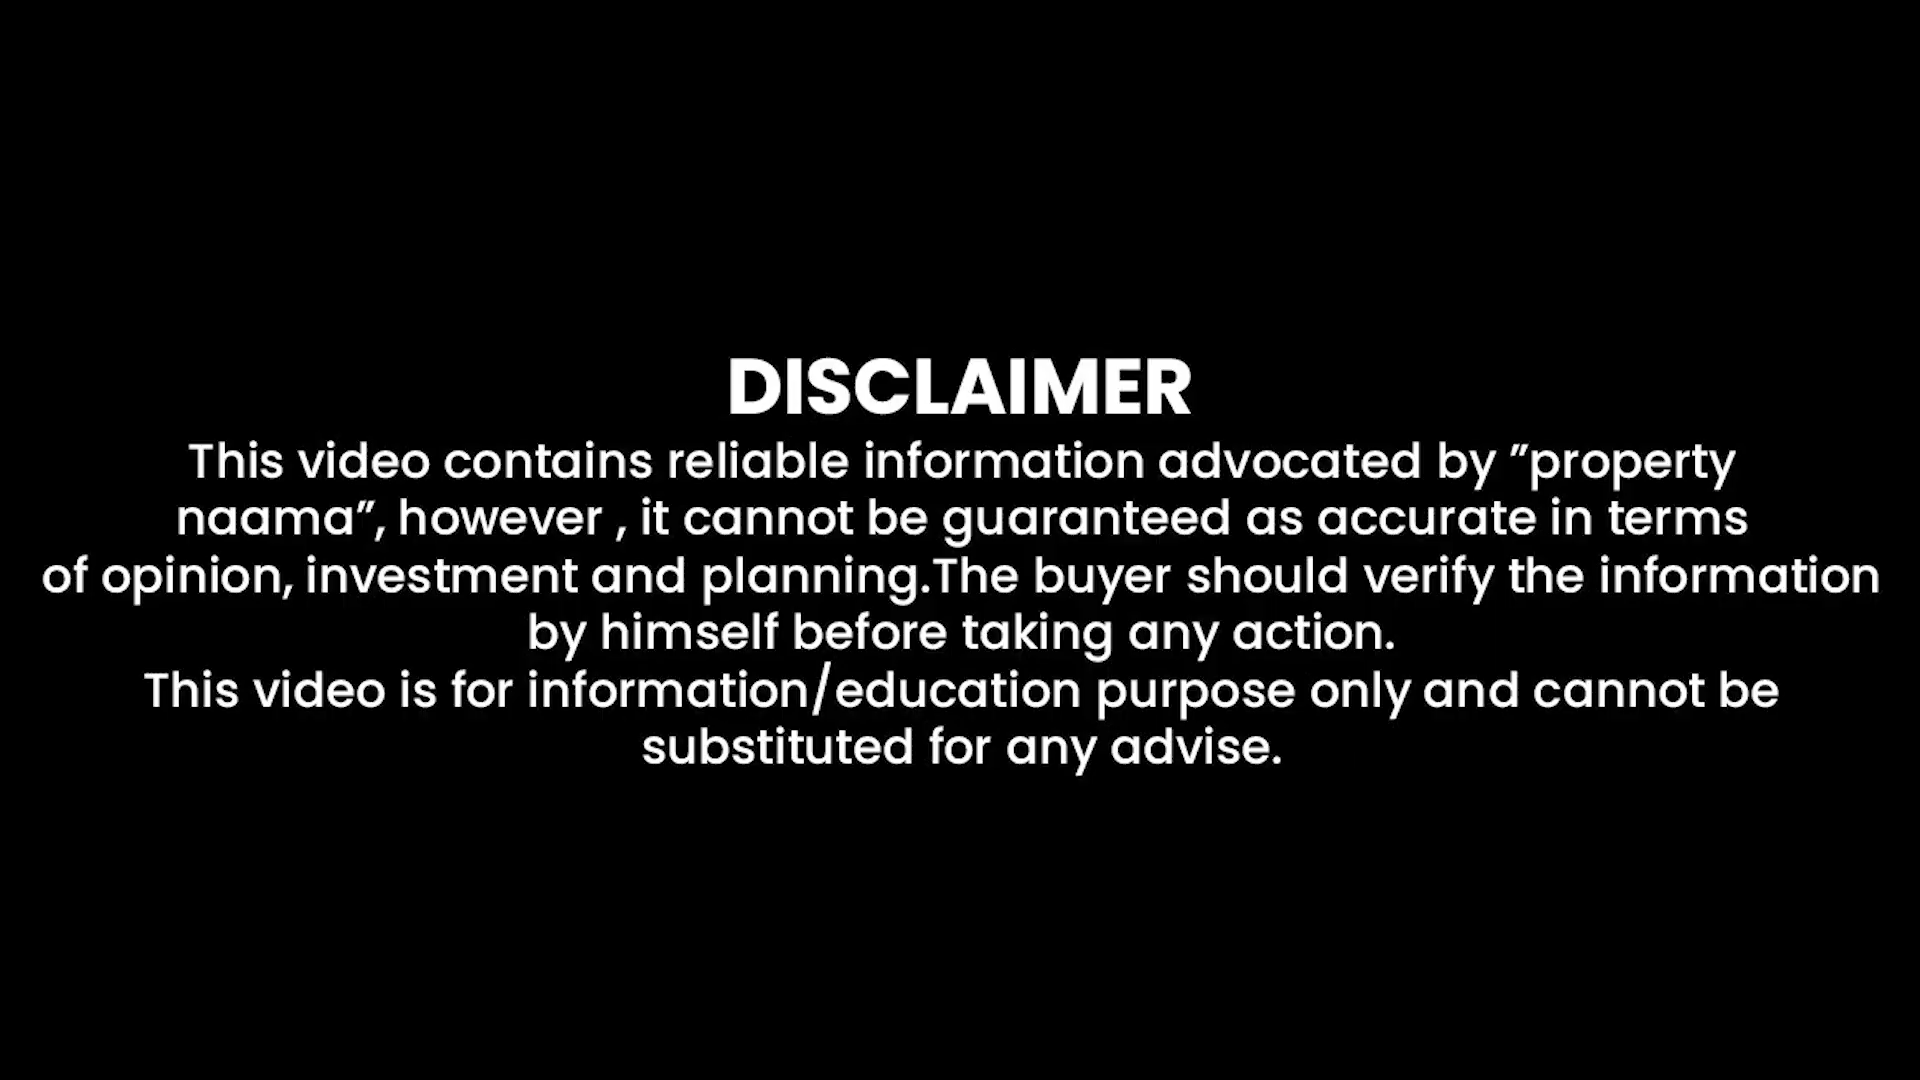 DISCLAIMER
This video contains reliable information advocated by ”property
naama”, however , it cannot be guaranteed as accurate in terms
of opinion, investment and planning.The buyer should verify the information
by himself before taking any action.
This video is for information/education purpose only and cannot be
substituted for any advise.